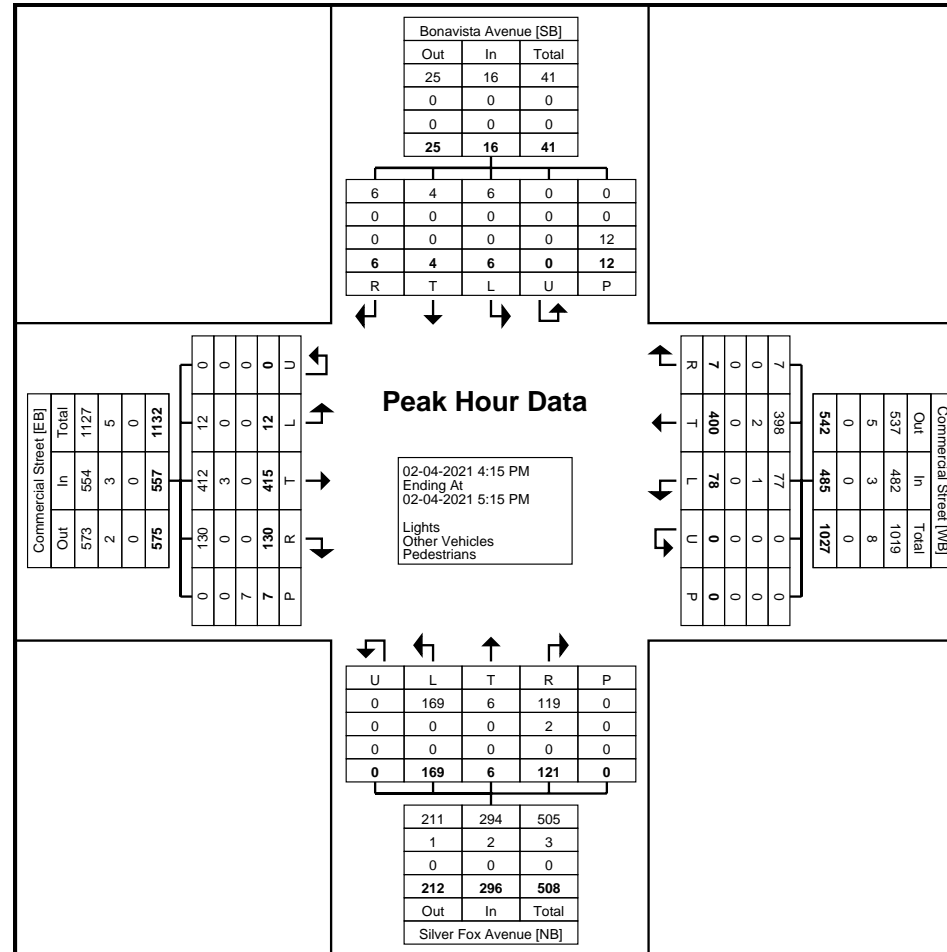 Bonavista Avenue [SB]
Out In Total
25 16 41
0 0 0
0 0 0
25 16 41
6 4 6 0 0
0 0 0 0 0
0 0 0 0 12
6 4 6 0 12
R T L U P
Commercial Street [EB]
Total In Out
1127 554 573
5 3 2
0 0 0
1132 557 575
0 12 412 130 0
0 0 3 0 0
0 0 0 0 7
0 12 415 130 7
U L T R P
Peak Hour Data
02-04-2021 4:15 PM
Ending At
02-04-2021 5:15 PM
Lights
Other Vehicles
Pedestrians
R T L U P
7 400 78 0 0
0 0 0 0 0
0 2 1 0 0
7 398 77 0 0
542 485 1027
0 0 0
5 3 8
537 482 1019
Out In Total
Commercial Street [WB]
U L T R P
0 169 6 119 0
0 0 0 2 0
0 0 0 0 0
0 169 6 121 0
211 294 505
1 2 3
0 0 0
212 296 508
Out In Total
Silver Fox Avenue [NB]